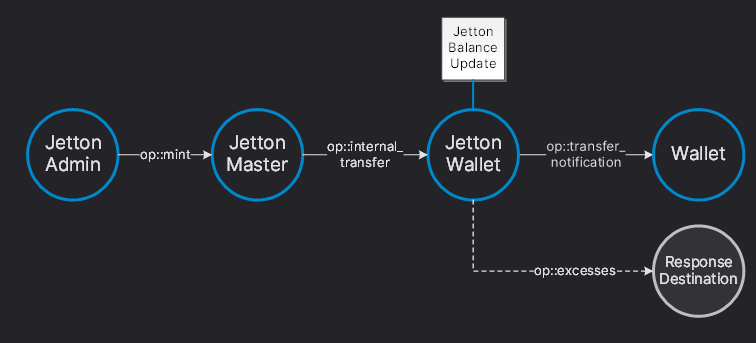 Jetton
Balance
Update
Jetton
Admin
op::mint
Jetton
Master
op::internal_
transfer
Jetton
Wallet
op::transfer_
notification
Wallet
op::excesses
Response
Destination